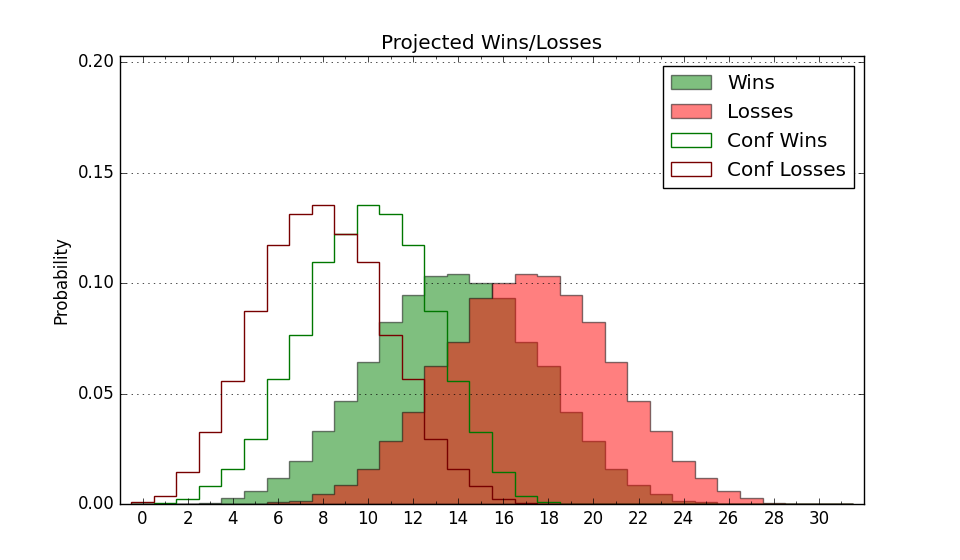 Projected Wins/Losses
0.20
0.15
0.10
0.05
0.00
Probability
Wins
Losses
Conf Wins
Conf Losses
0 2 4 6 8 10 12 14 16 18 20 22 24 26 28 30